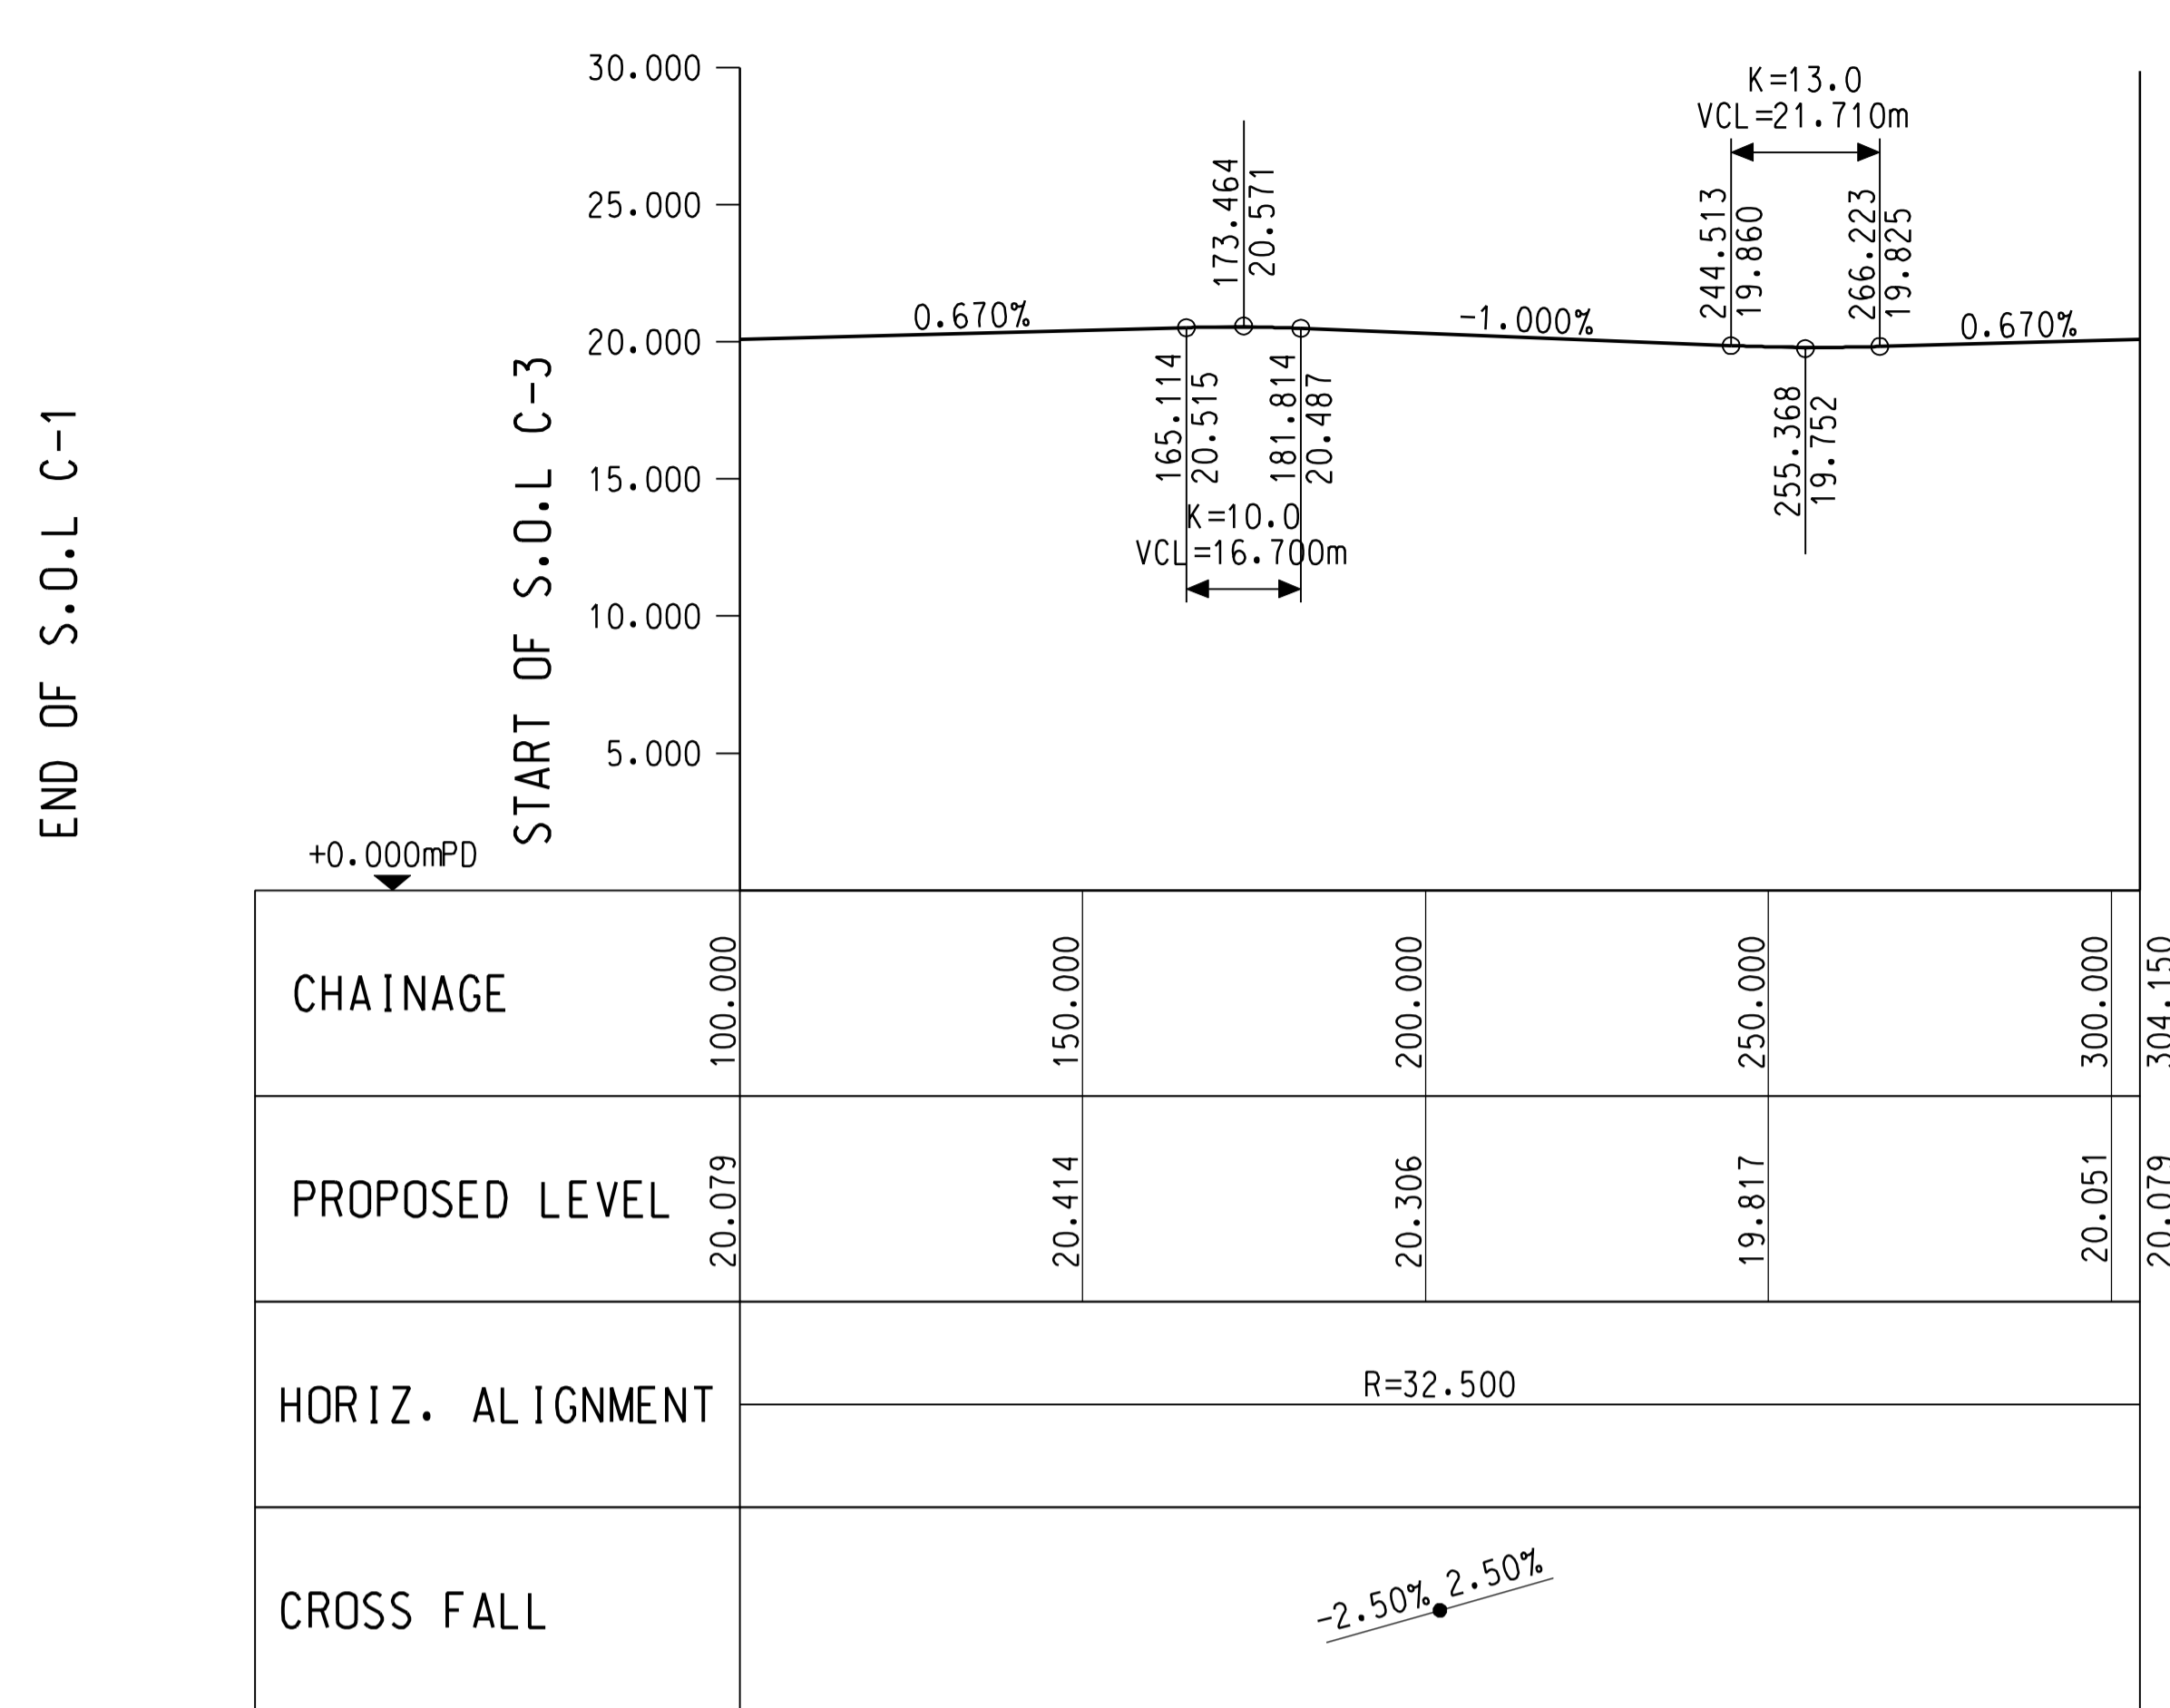 END OF S.O.L C-1
START OF S.O.L C-3
30.000
25.000
20.000
15.000
10.000
5.000
+0.000mPD
0.670%
165.114
20.515
173.464
20.571
181.814
20.487
K=10.0
VCL=16.700m
-1.000%
K=13.0
VCL=21.710m
244.513
19.860
255.368
19.752
266.223
19.825
0.670%
CHAINAGE
100.000
150.000
200.000
250.000
300.000
304.150
PROPOSED LEVEL
20.079
20.414
20.306
19.817
20.051
20.079
HORIZ. ALIGNMENT
R=32.500
CROSS FALL
-2.50% 2.50%